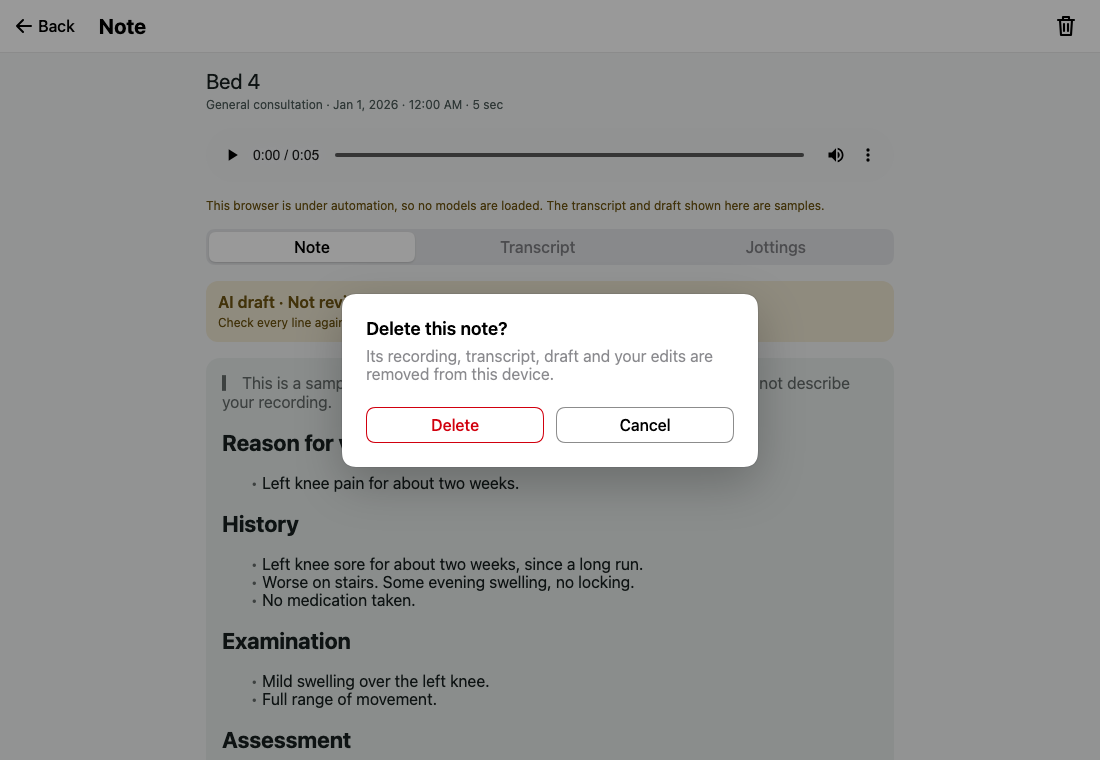 Back
Note
Bed 4
General consultation · Jan 1, 2026 · 12:00 AM · 5 sec
0:00 / 0:05
This browser is under automation, so no models are loaded. The transcript and draft shown here are samples.
Note Transcript Jottings
AI draft · Not
Check every line
Delete this note?
Its recording, transcript, draft and your edits are
removed from this device.
Delete Cancel
This is a not describe
your recording.
Reason for
• Left knee pain for about two weeks.
History
• Left knee sore for about two weeks, since a long run.
• Worse on stairs. Some evening swelling, no locking.
• No medication taken.
Examination
• Mild swelling over the left knee.
• Full range of movement.
Assessment